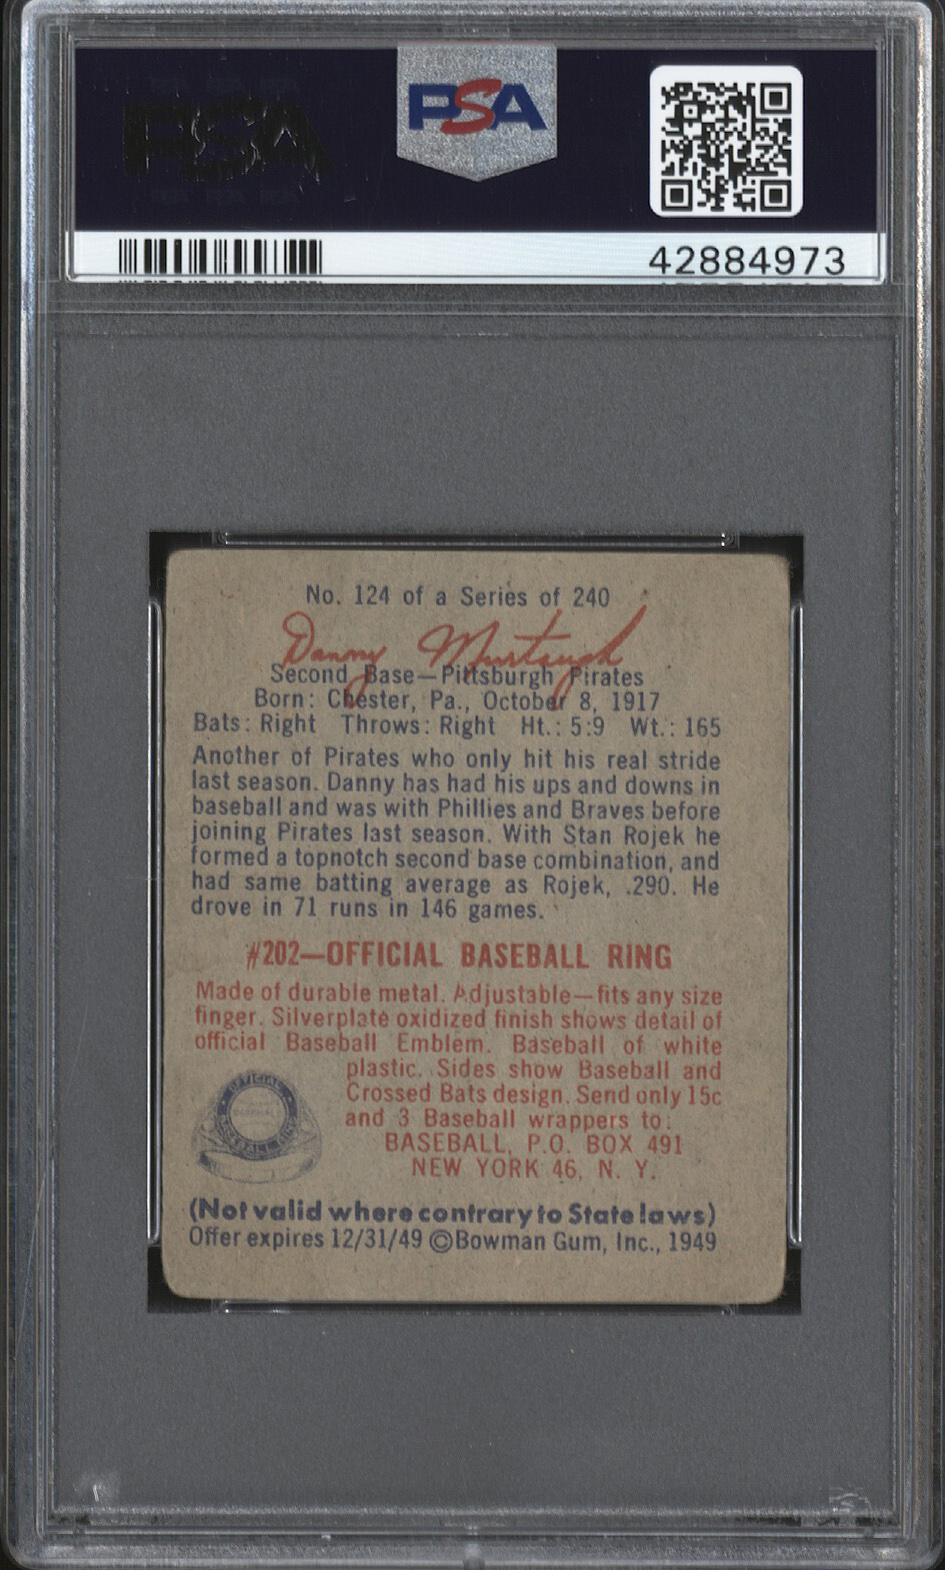 PSA
PSA
42884973
No. 124 of a Series of 240
Danny Murtaugh
Second Base—Pittsburgh Pirates
Born: Chester, Pa., October 8, 1917
Bats: Right Throws: Right Ht.: 5:9 Wt.: 165
Another of Pirates who only hit his real stride
last season. Danny has had his ups and downs in
baseball and was with Phillies and Braves before
joining Pirates last season. With Stan Rojek he
formed a topnotch second base combination, and
had same batting average as Rojek, .290. He
drove in 71 runs in 146 games.
#202—OFFICIAL BASEBALL RING
Made of durable metal. Adjustable—fits any size
finger. Silverplate oxidized finish shows detail of
official Baseball Emblem. Baseball of white
plastic. Sides show Baseball and
Crossed Bats design. Send only 15c
and 3 Baseball wrappers to:
BASEBALL, P.O. BOX 491
NEW YORK 46, N. Y.
OFFICIAL
BASEBALL RING
(Not valid where contrary to State laws)
Offer expires 12/31/49 ©Bowman Gum, Inc., 1949